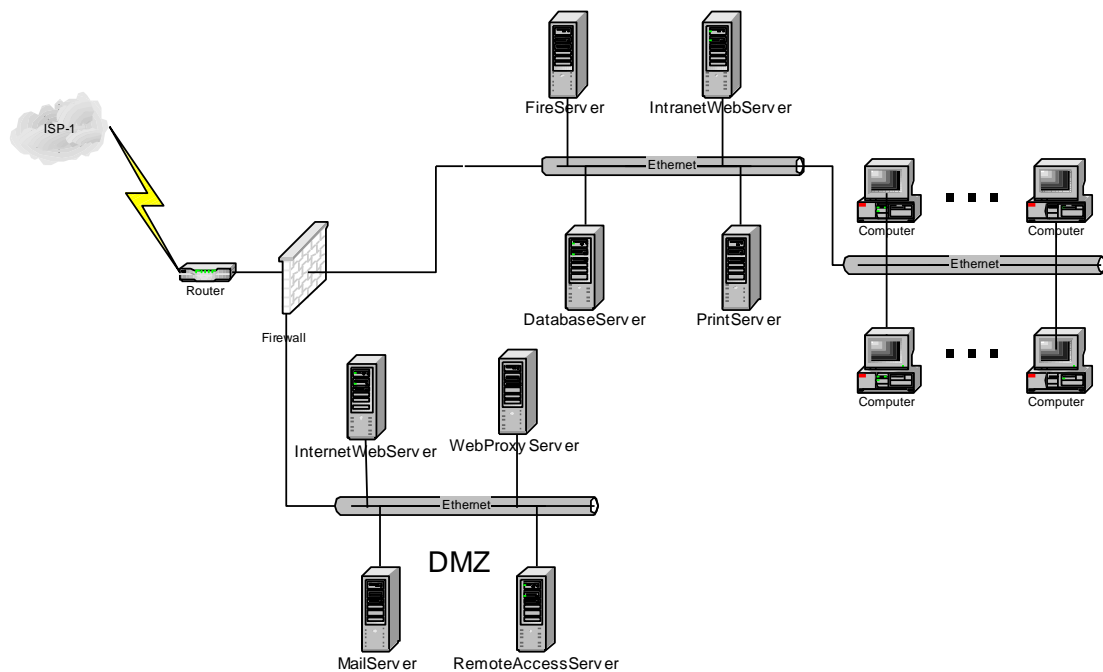 FireServer
IntranetWebServer
ISP-1
Ethernet
Computer
Computer
Ethernet
Router
DatabaseServer
PrintServer
Firewall
Computer
Computer
InternetWebServer
WebProxyServer
Ethernet
DMZ
MailServer
RemoteAccessServer